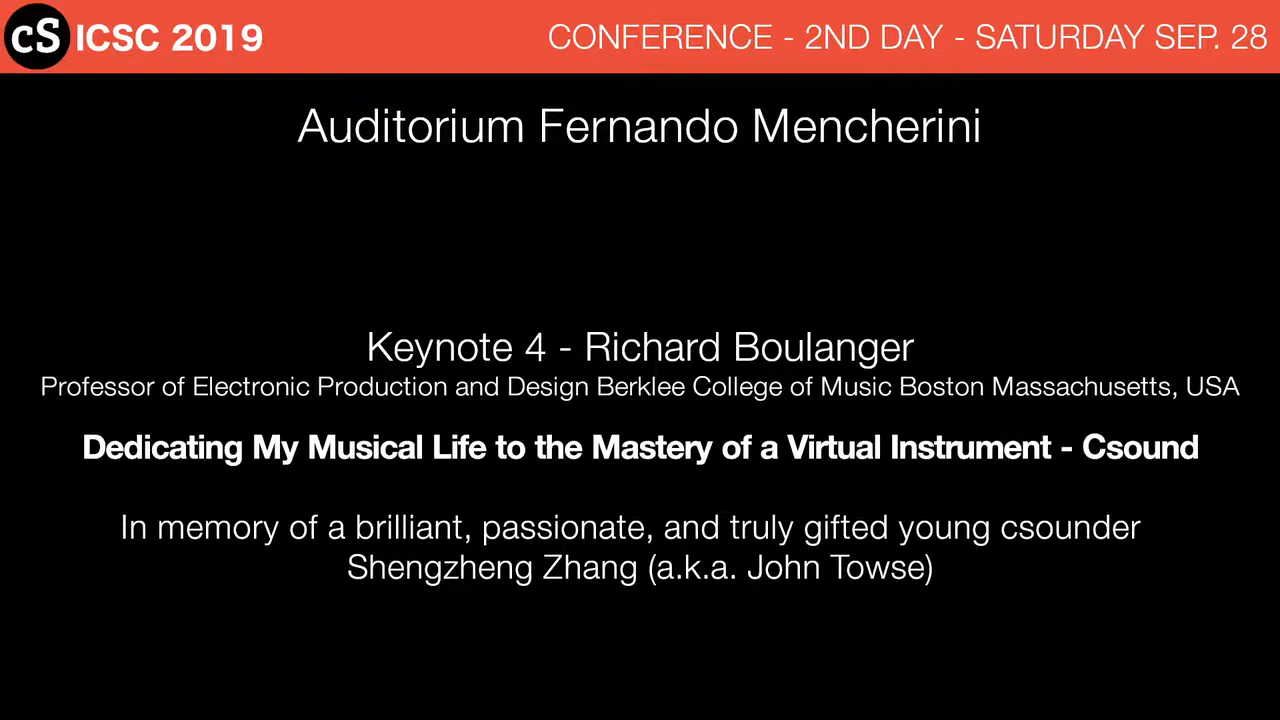 cS ICSC 2019
CONFERENCE - 2ND DAY - SATURDAY SEP. 28
Auditorium Fernando Mencherini
Keynote 4 - Richard Boulanger
Professor of Electronic Production and Design Berklee College of Music Boston Massachusetts, USA
Dedicating My Musical Life to the Mastery of a Virtual Instrument - Csound
In memory of a brilliant, passionate, and truly gifted young csounder
Shengzheng Zhang (a.k.a. John Towse)